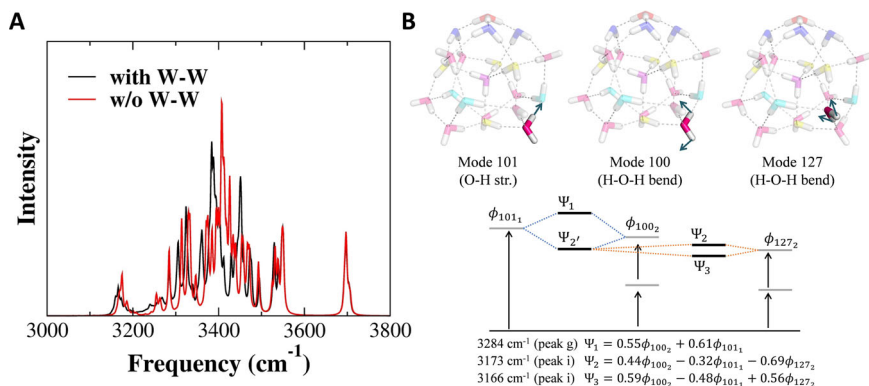 A
with W-W
w/o W-W
Intensity
3000 3200 3400 3600 3800
Frequency (cm⁻¹)
B
Mode 101 Mode 100 Mode 127
(O-H str.) (H-O-H bend) (H-O-H bend)
Ψ₁
ϕ₁₀₁₁ ϕ₁₀₀₂ Ψ₂ ϕ₁₂₇₂
Ψ₂′ Ψ₃
3284 cm⁻¹ (peak g) Ψ₁ = 0.55ϕ₁₀₀₂ + 0.61ϕ₁₀₁₁
3173 cm⁻¹ (peak i) Ψ₂ = 0.44ϕ₁₀₀₂ − 0.32ϕ₁₀₁₁ − 0.69ϕ₁₂₇₂
3166 cm⁻¹ (peak i) Ψ₃ = 0.59ϕ₁₀₀₂ − 0.48ϕ₁₀₁₁ + 0.56ϕ₁₂₇₂